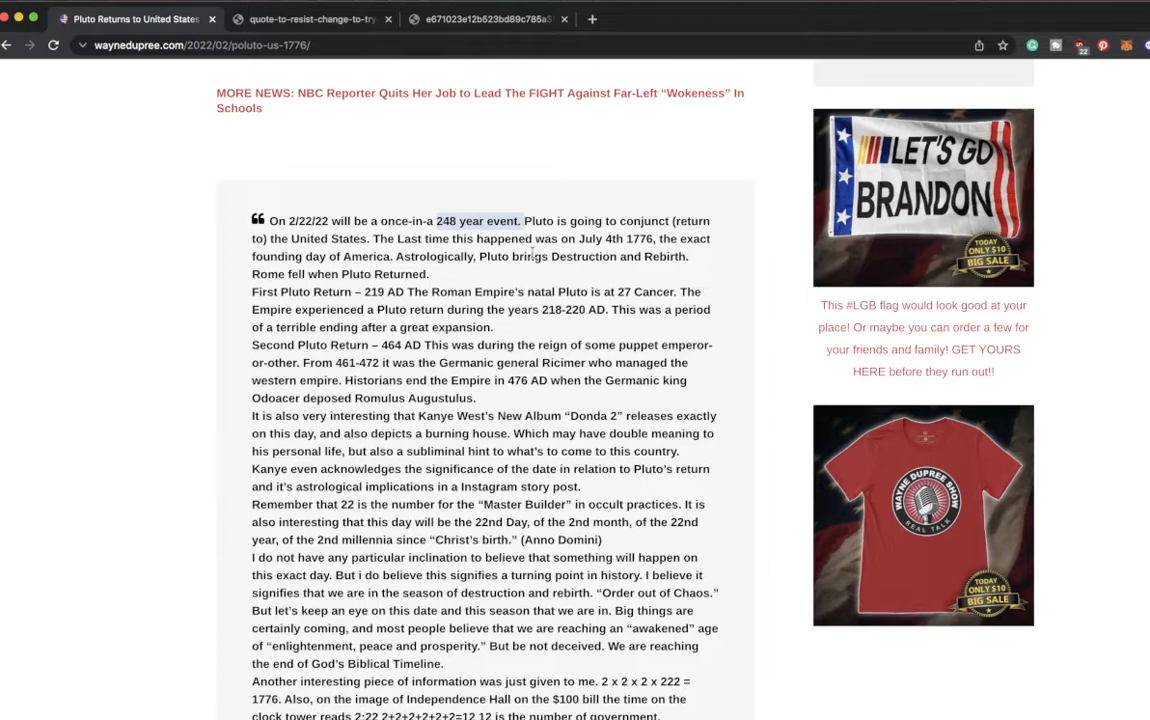 Pluto Returns to United States
quote-to-resist-change-to-try
e671023e12b523bd89c785a3
waynedupree.com/2022/02/poluto-us-1776/
22
MORE NEWS: NBC Reporter Quits Her Job to Lead The FIGHT Against Far-Left “Wokeness” In
Schools
On 2/22/22 will be a once-in-a 248 year event. Pluto is going to conjunct (return
to) the United States. The Last time this happened was on July 4th 1776, the exact
founding day of America. Astrologically, Pluto brings Destruction and Rebirth.
Rome fell when Pluto Returned.
First Pluto Return – 219 AD The Roman Empire’s natal Pluto is at 27 Cancer. The
Empire experienced a Pluto return during the years 218-220 AD. This was a period
of a terrible ending after a great expansion.
Second Pluto Return – 464 AD This was during the reign of some puppet emperor-
or-other. From 461-472 it was the Germanic general Ricimer who managed the
western empire. Historians end the Empire in 476 AD when the Germanic king
Odoacer deposed Romulus Augustulus.
It is also very interesting that Kanye West’s New Album “Donda 2” releases exactly
on this day, and also depicts a burning house. Which may have double meaning to
his personal life, but also a subliminal hint to what’s to come to this country.
Kanye even acknowledges the significance of the date in relation to Pluto’s return
and it’s astrological implications in a Instagram story post.
Remember that 22 is the number for the “Master Builder” in occult practices. It is
also interesting that this day will be the 22nd Day, of the 2nd month, of the 22nd
year, of the 2nd millennia since “Christ’s birth.” (Anno Domini)
I do not have any particular inclination to believe that something will happen on
this exact day. But i do believe this signifies a turning point in history. I believe it
signifies that we are in the season of destruction and rebirth. “Order out of Chaos.”
But let’s keep an eye on this date and this season that we are in. Big things are
certainly coming, and most people believe that we are reaching an “awakened” age
of “enlightenment, peace and prosperity.” But be not deceived. We are reaching
the end of God’s Biblical Timeline.
Another interesting piece of information was just given to me. 2 x 2 x 2 x 222 =
1776. Also, on the image of Independence Hall on the $100 bill the time on the
clock tower reads 2:22 2+2+2+2+2+2=12 12 is the number of government.
LET'S GO
BRANDON
TODAY
ONLY $10
BIG SALE
This #LGB flag would look good at your
place! Or maybe you can order a few for
your friends and family! GET YOURS
HERE before they run out!!
WAYNE DUPREE SHOW
REAL TALK
TODAY
ONLY $10
BIG SALE